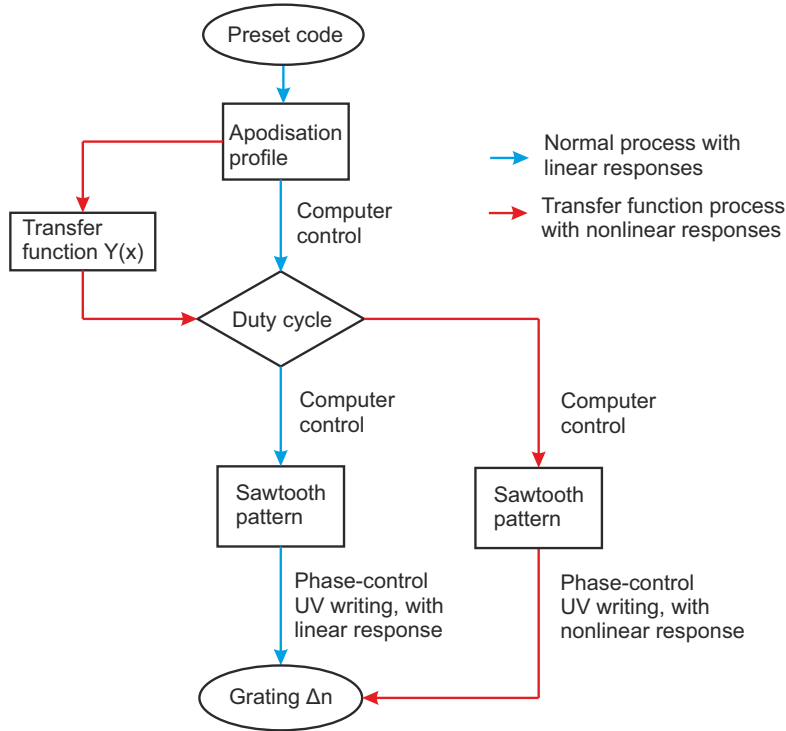 Preset code
Apodisation
profile
Normal process with
linear responses
Computer
control
Transfer function process
with nonlinear responses
Transfer
function Y(x)
Duty cycle
Computer
control
Computer
control
Sawtooth
pattern
Sawtooth
pattern
Phase-control
UV writing, with
linear response
Phase-control
UV writing, with
nonlinear response
Grating Δn